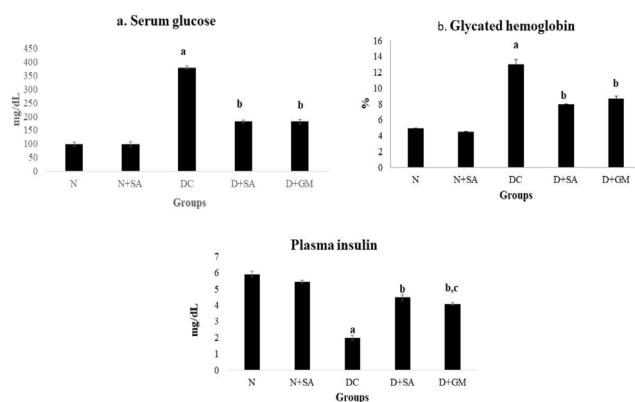 a. Serum glucose
450
400
350
300
250
200
150
100
50
0
mg/dL
a
b
b
N N+SA DC D+SA D+GM
Groups
b. Glycated hemoglobin
16
14
12
10
8
6
4
2
0
%
a
b
b
N N+SA DC D+SA D+GM
Groups
Plasma insulin
7
6
5
4
3
2
1
0
mg/dL
a
b
b,c
N N+SA DC D+SA D+GM
Groups